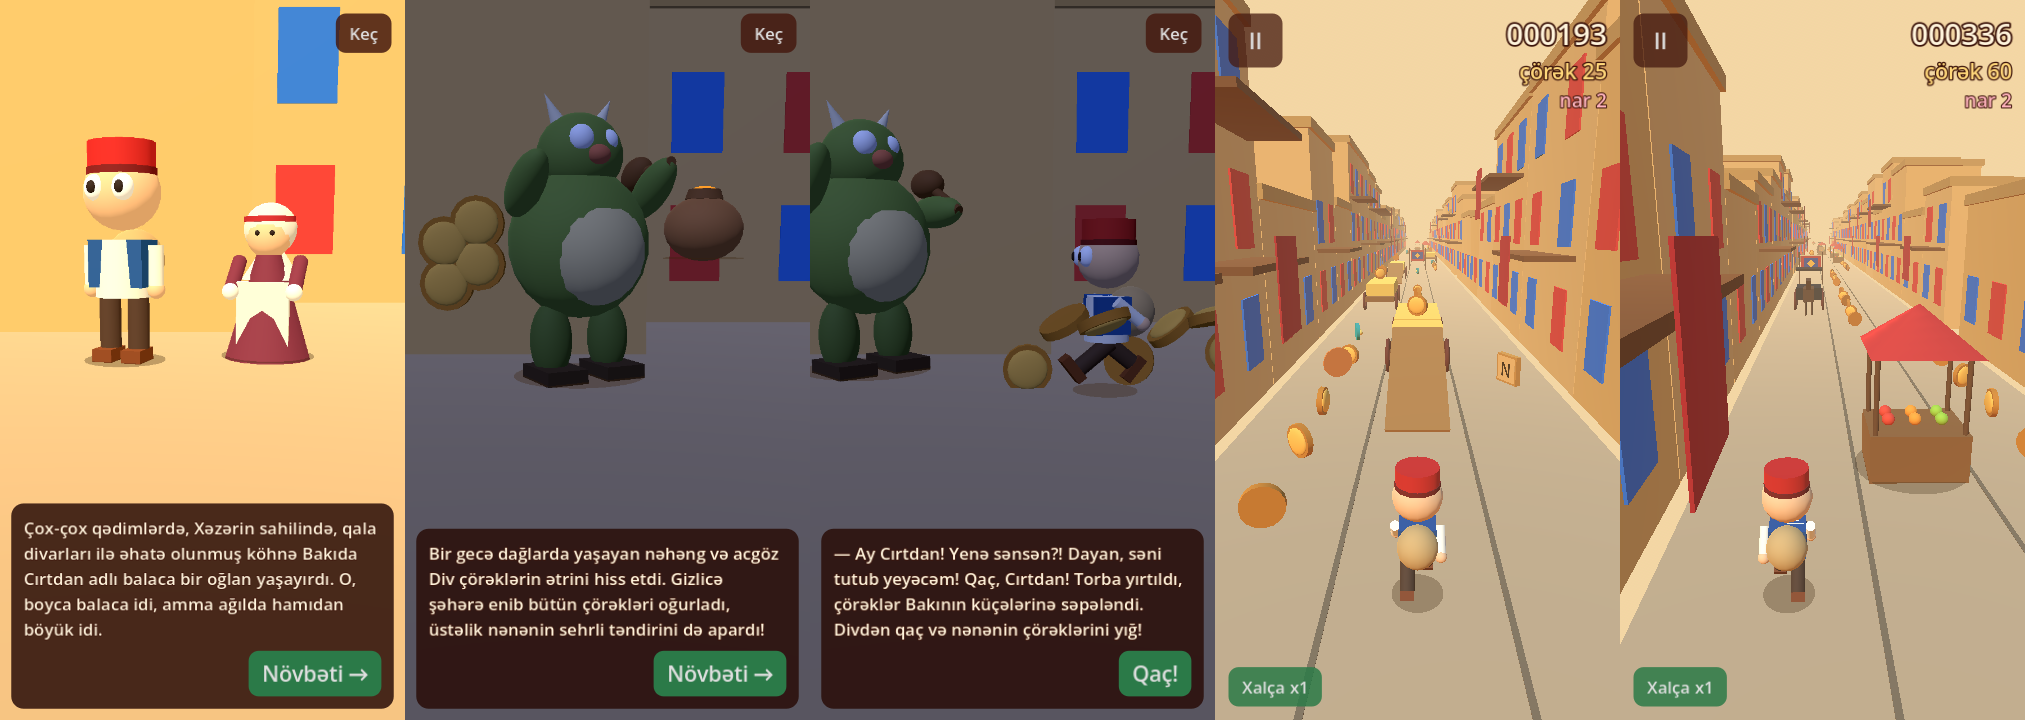 Keç
Çox-çox qədimlərdə, Xəzərin sahilində, qala
divarları ilə əhatə olunmuş köhnə Bakıda
Cırtdan adlı balaca bir oğlan yaşayırdı. O,
boyca balaca idi, amma ağılda hamıdan
böyük idi.
Növbəti →
Keç
Bir gecə dağlarda yaşayan nəhəng və acgöz
Div çörəklərin ətrini hiss etdi. Gizlicə
şəhərə enib bütün çörəkləri oğurladı,
üstəlik nənənin sehrli təndirini də apardı!
Növbəti →
Keç
— Ay Cırtdan! Yenə sənsən?! Dayan, səni
tutub yeyəcəm! Qaç, Cırtdan! Torba yırtıldı,
çörəklər Bakının küçələrinə səpələndi.
Divdən qaç və nənənin çörəklərini yığ!
Qaç!
000193
çörək 25
nar 2
N
Xalça x1
000336
çörək 60
nar 2
Xalça x1